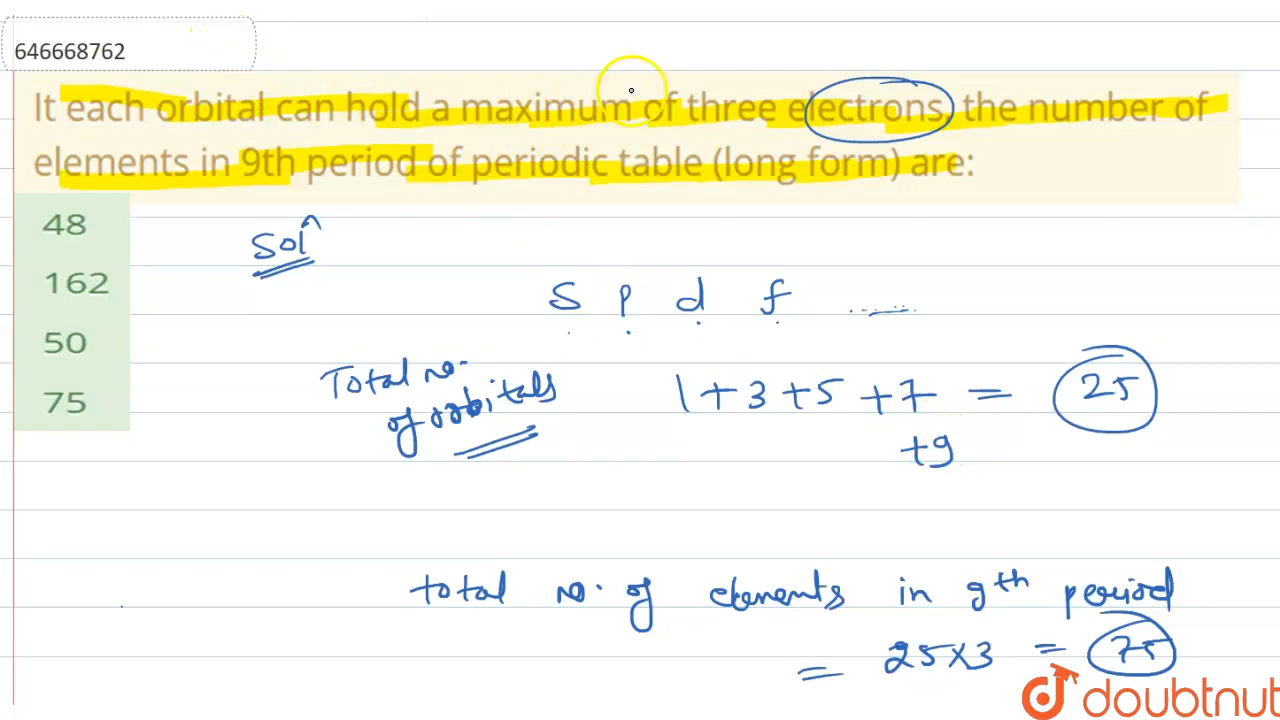 646668762
It each orbital can hold a maximum of three electrons, the number of
elements in 9th period of periodic table (long form) are:
48
162
50
75
Solⁿ
S p d f ......
Total no.
of orbitals
1+3+5+7 = 25
+9
total no. of elements in 9th period
= 25×3 = 75
doubtnut